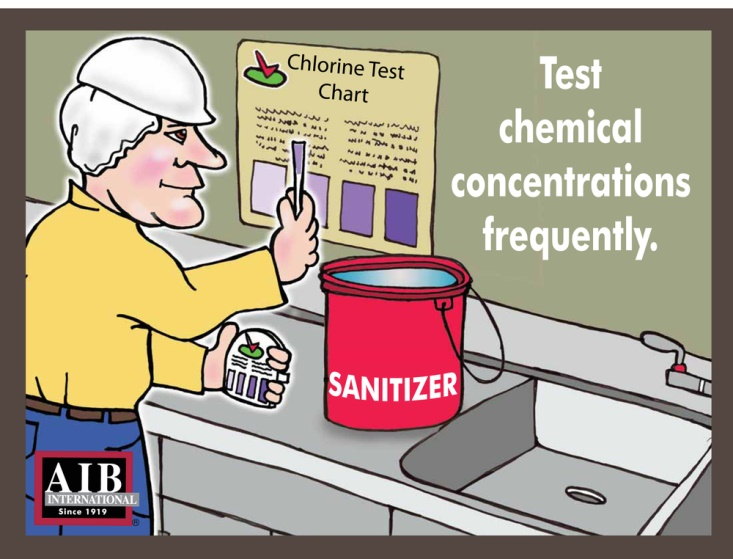 Chlorine Test
Chart
Test
chemical
concentrations
frequently.
SANITIZER
AIB
INTERNATIONAL
Since 1919
®